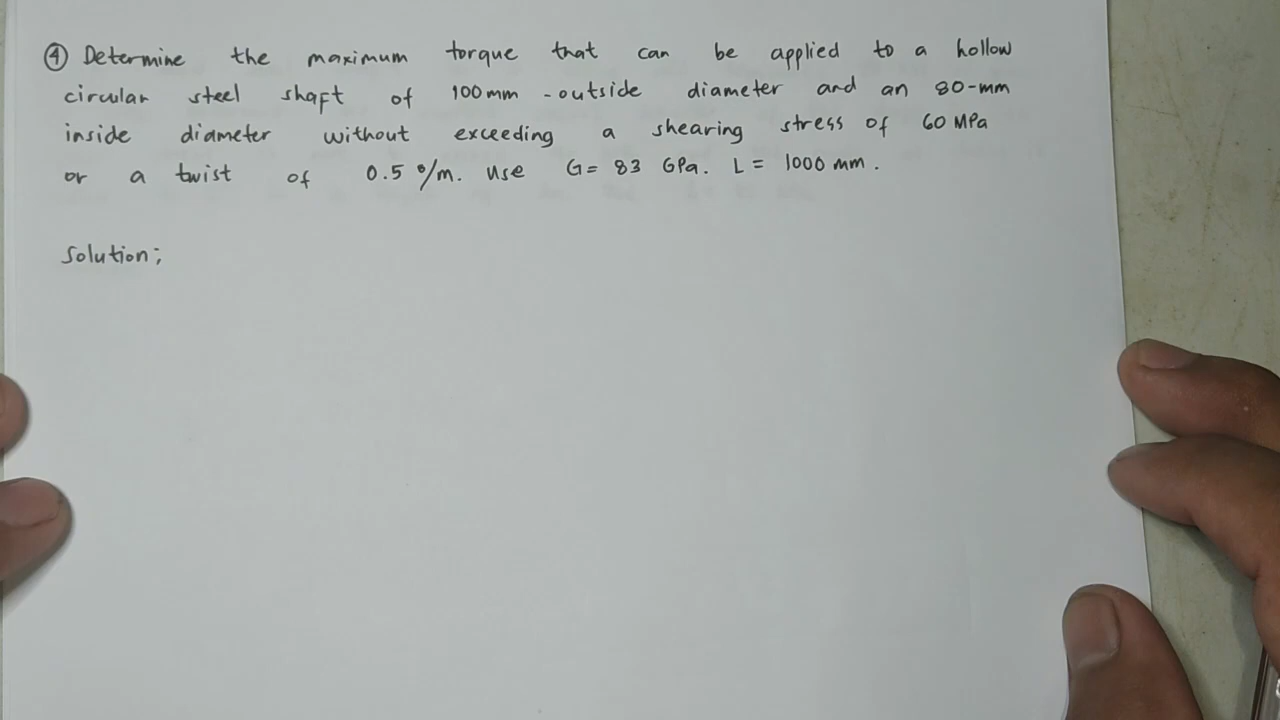 ④ Determine the maximum torque that can be applied to a hollow
circular steel shaft of 100mm -outside diameter and an 80-mm
inside diameter without exceeding a shearing stress of 60 MPa
or a twist of 0.5 °/m. use G= 83 GPa. L= 1000 mm.
Solution;